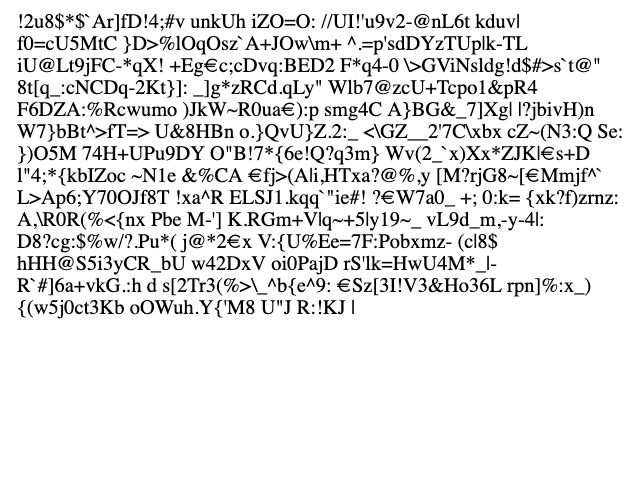 !2u8$*$`Ar]fD!4;#v unkUh iZO=O: //UI!'u9v2-@nL6t kduv|
f0=cU5MtC }D>%lOqOsz`A+JOw\m+ ^.=p'sdDYzTUp|k-TL
iU@Lt9jFC-*qX! +Eg€c;cDvq:BED2 F*q4-0 \>GViNsldg!d$#>s`t@"
8t[q_:cNCDq-2Kt}]: _]g*zRCd.qLy" Wlb7@zcU+Tcpo1&pR4
F6DZA:%Rcwumo )JkW~R0ua€):p smg4C A}BG&_7]Xg| |?jbivH)n
W7}bBt^>fT=> U&8HBn o.}QvU}Z.2:_ <\GZ__2'7C\xbx cZ~(N3:Q Se:
})O5M 74H+UPu9DY O"B!7*{6e!Q?q3m} Wv(2_`x)Xx*ZJK|€s+D
l"4;*{kbIZoc ~N1e &%CA €fj>(Ali,HTxa?@%,y [M?rjG8~[€Mmjf^`
L>Ap6;Y70OJf8T !xa^R ELSJ1.kqq`"ie#! ?€W7a0_ +; 0:k= {xk?f)zrnz:
A,\R0R(%<{nx Pbe M-'] K.RGm+V|q~+5|y19~_ vL9d_m,-y-4|:
D8?cg:$%w/?.Pu*( j@*2€x V:{U%Ee=7F:Pobxmz- (c|8$
hHH@S5i3yCR_bU w42DxV oi0PajD rS'lk=HwU4M*_|-
R`#]6a+vkG.:h d s[2Tr3(%>\_^b{e^9: €Sz[3I!V3&Ho36L rpn]%:x_)
{(w5j0ct3Kb oOWuh.Y{'M8 U"J R:!KJ |